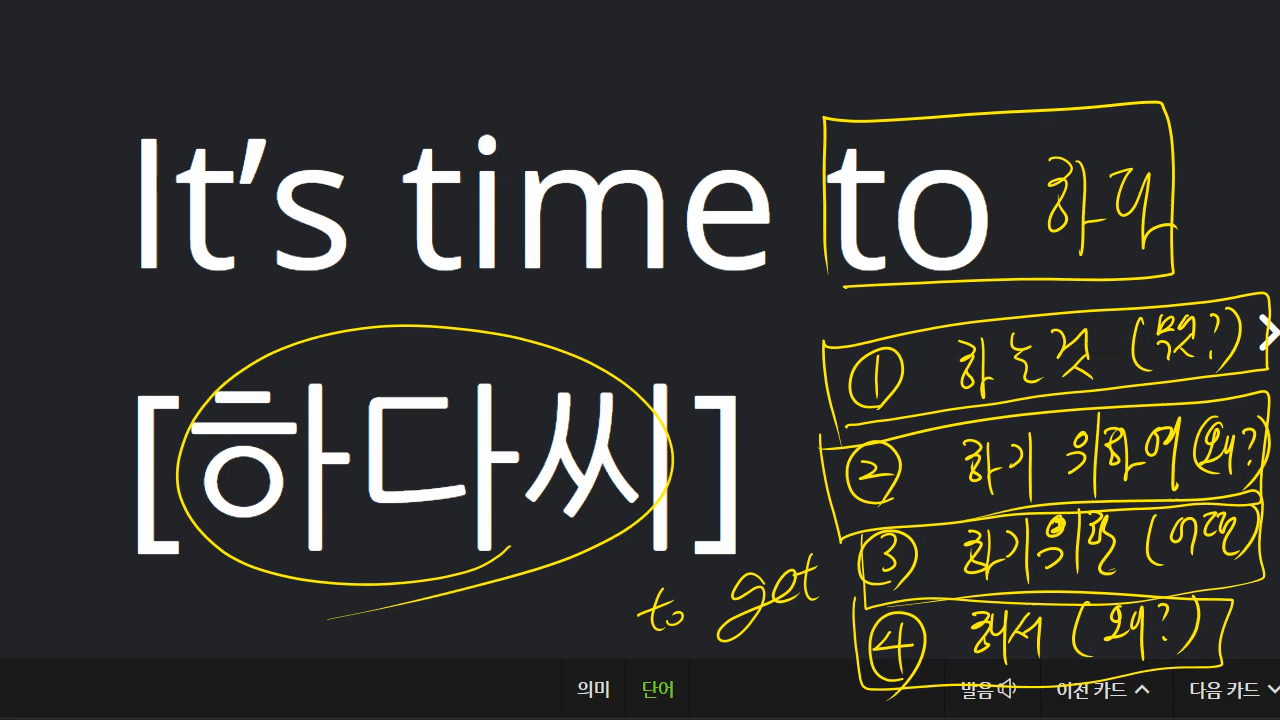 It's time to 하다
[하다씨]
① 하는것 (무엇?)
② 하기 위하여 (왜?)
③ 하기위한 (어떤)
to get
④ 해서 (왜?)
의미 단어 발음 이전 카드 다음 카드